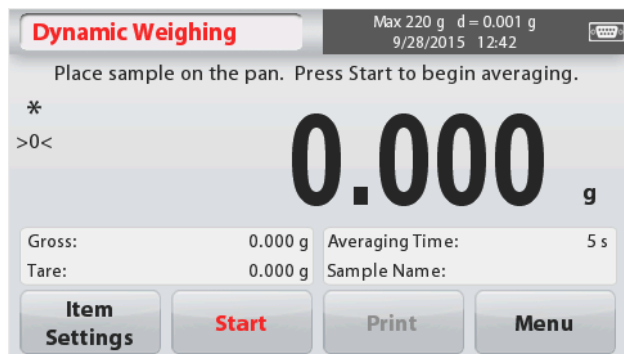 Dynamic Weighing
Max 220 g d = 0.001 g
9/28/2015 12:42
Place sample on the pan. Press Start to begin averaging.
*
>0<
0.000 g
Gross: 0.000 g
Tare: 0.000 g
Averaging Time: 5 s
Sample Name:
Item
Settings
Start
Print
Menu